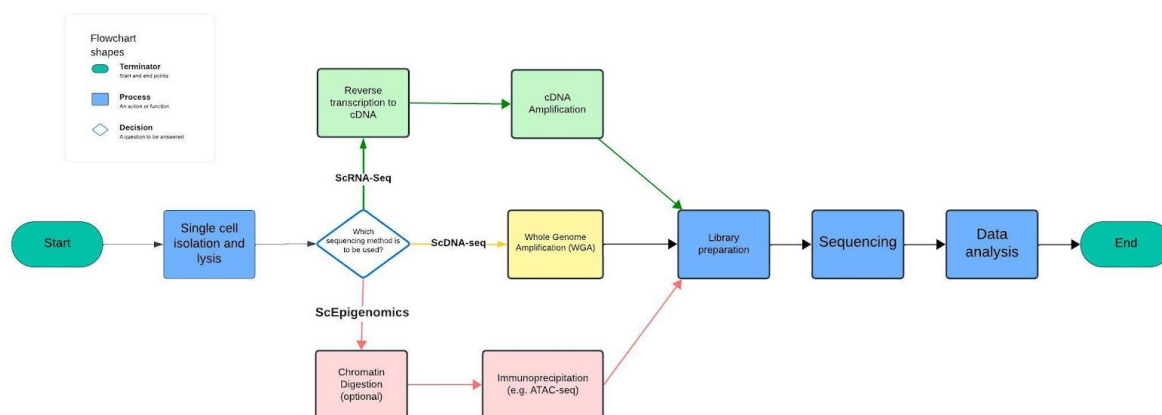 Flowchart
shapes
Terminator
Start and end points
Process
An action or function
Decision
A question to be answered
Reverse
transcription to
cDNA
cDNA
Amplification
ScRNA-Seq
Start
Single cell
isolation and
lysis
Which
sequencing method is
to be used?
ScDNA-seq
Whole Genome
Amplification (WGA)
Library
preparation
Sequencing
Data
analysis
End
ScEpigenomics
Chromatin
Digestion
(optional)
Immunoprecipitation
(e.g. ATAC-seq)